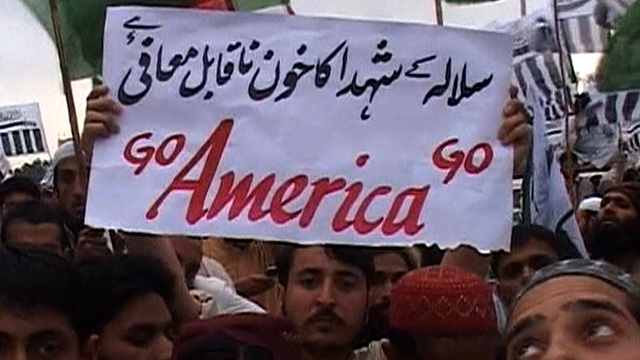 سلالہ کے شہدا کا خون ناقابل معافی ہے
GO America GO